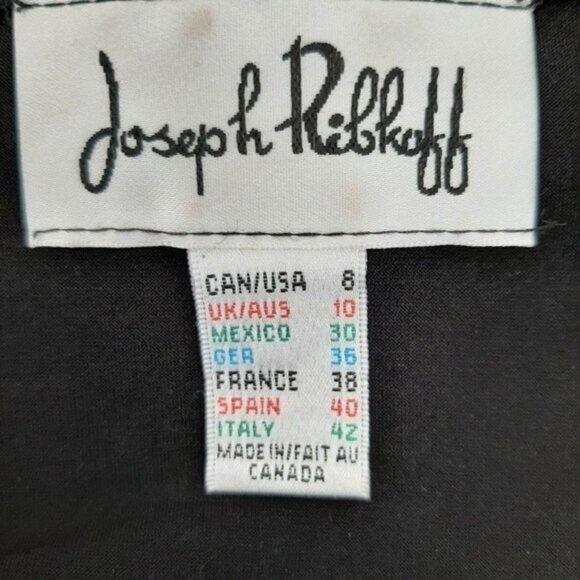 Joseph Ribkoff
CAN/USA 8
UK/AUS 10
MEXICO 30
GER 36
FRANCE 38
SPAIN 40
ITALY 42
MADE IN/FAIT AU
CANADA